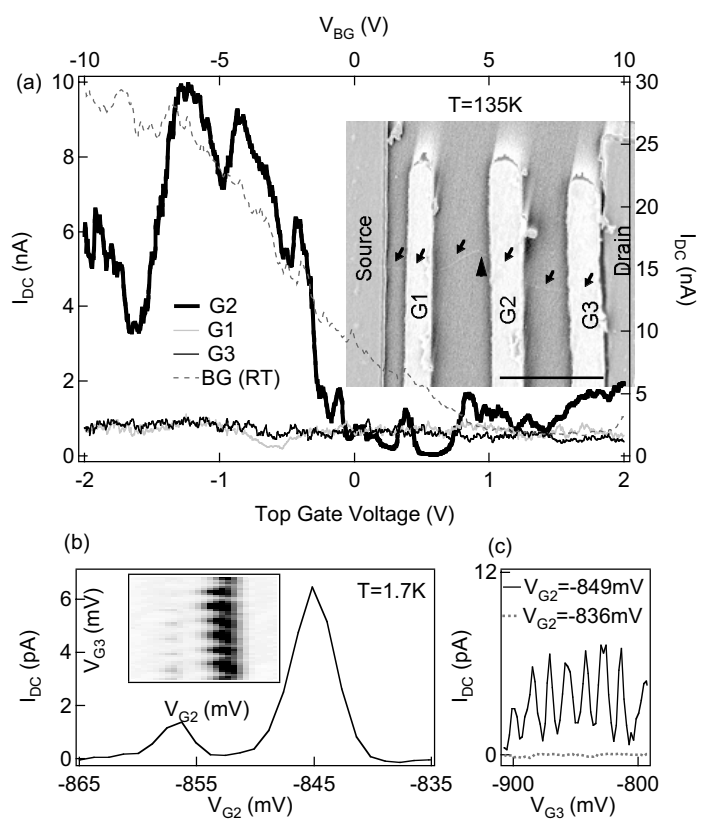 V_BG (V)
-10 -5 0 5 10
(a)
10
8
6
4
2
0
I_DC (nA)
30
25
20
15
10
5
0
I_DC (nA)
T=135K
Source
G1
G2
G3
Drain
G2
G1
G3
BG (RT)
-2 -1 0 1 2
Top Gate Voltage (V)
(b)
6
4
2
0
I_DC (pA)
T=1.7K
V_G3 (mV)
V_G2 (mV)
-865 -855 -845 -835
V_G2 (mV)
(c)
12
0
I_DC (pA)
V_G2=-849mV
V_G2=-836mV
-900 -800
V_G3 (mV)